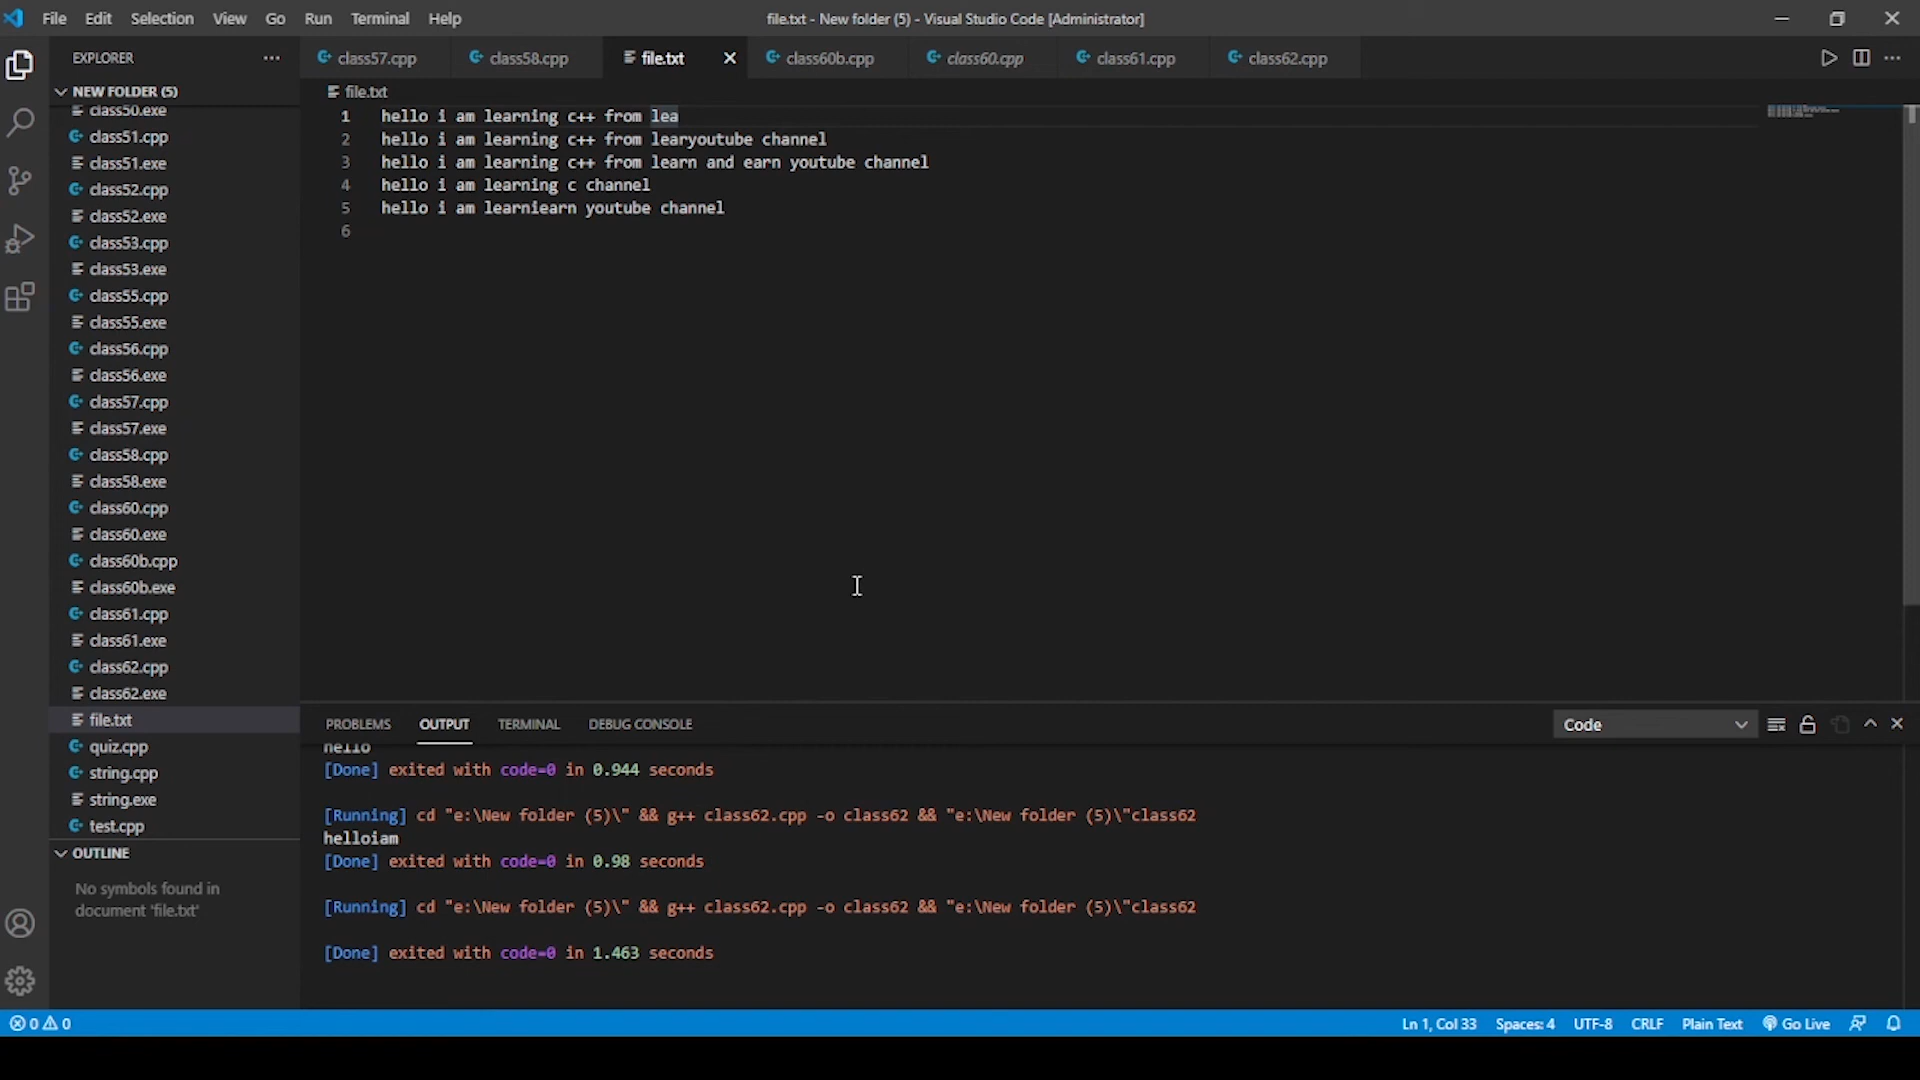 File Edit Selection View Go Run Terminal Help
file.txt - New folder (5) - Visual Studio Code [Administrator]
EXPLORER
class57.cpp
class58.cpp
file.txt
class60b.cpp
class60.cpp
class61.cpp
class62.cpp
NEW FOLDER (5)
class50.exe
class51.cpp
class51.exe
class52.cpp
class52.exe
class53.cpp
class53.exe
class55.cpp
class55.exe
class56.cpp
class56.exe
class57.cpp
class57.exe
class58.cpp
class58.exe
class60.cpp
class60.exe
class60b.cpp
class60b.exe
class61.cpp
class61.exe
class62.cpp
class62.exe
file.txt
quiz.cpp
string.cpp
string.exe
test.cpp
OUTLINE
No symbols found in
document 'file.txt'
file.txt
1 hello i am learning c++ from lea
2 hello i am learning c++ from learyoutube channel
3 hello i am learning c++ from learn and earn youtube channel
4 hello i am learning c channel
5 hello i am learniearn youtube channel
6
PROBLEMS OUTPUT TERMINAL DEBUG CONSOLE
Code
hello
[Done] exited with code=0 in 0.944 seconds
[Running] cd "e:\New folder (5)\" && g++ class62.cpp -o class62 && "e:\New folder (5)\"class62
helloiam
[Done] exited with code=0 in 0.98 seconds
[Running] cd "e:\New folder (5)\" && g++ class62.cpp -o class62 && "e:\New folder (5)\"class62
[Done] exited with code=0 in 1.463 seconds
0 0
Ln 1, Col 33 Spaces: 4 UTF-8 CRLF Plain Text Go Live